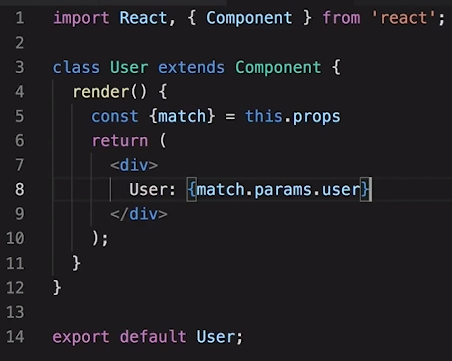 1 import React, { Component } from 'react';
2
3 class User extends Component {
4 render() {
5 const {match} = this.props
6 return (
7 <div>
8 User: {match.params.user}
9 </div>
10 );
11 }
12 }
13
14 export default User;